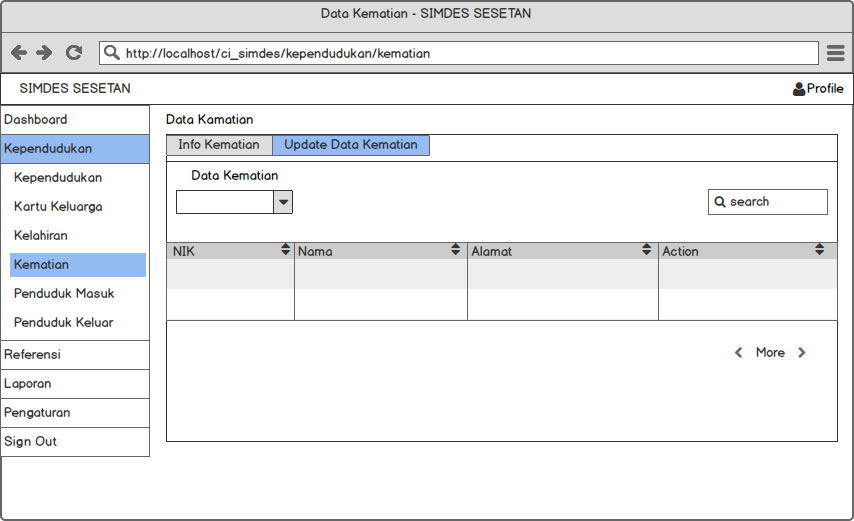 Data Kematian - SIMDES SESETAN
http://localhost/ci_simdes/kependudukan/kematian
SIMDES SESETAN
Profile
Dashboard
Kependudukan
Kependudukan
Kartu Keluarga
Kelahiran
Kematian
Penduduk Masuk
Penduduk Keluar
Referensi
Laporan
Pengaturan
Sign Out
Data Kamatian
Info Kematian Update Data Kematian
Data Kematian
search
NIK Nama Alamat Action
More